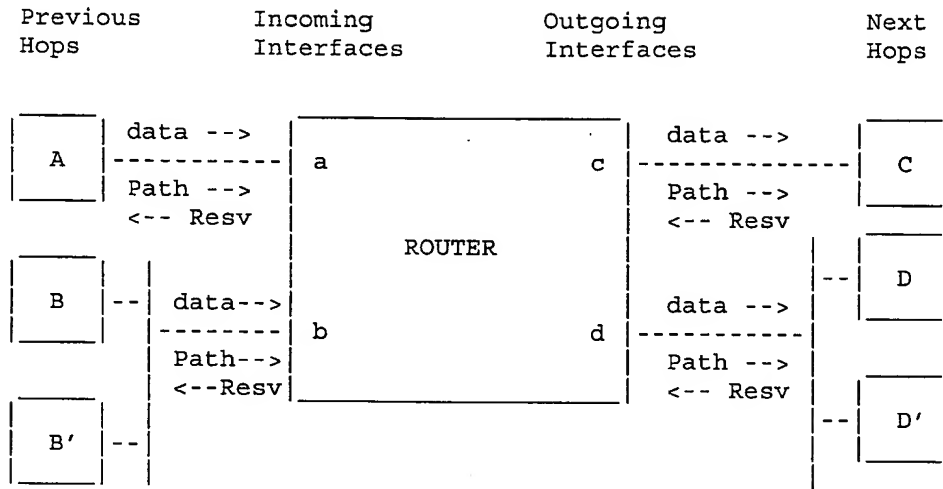 Previous Incoming Outgoing Next
Hops Interfaces Interfaces Hops
data --> data -->
A a c C
Path --> Path -->
<-- Resv <-- Resv
ROUTER
B data--> data --> D
b d
Path--> Path -->
<--Resv <-- Resv
B' D'